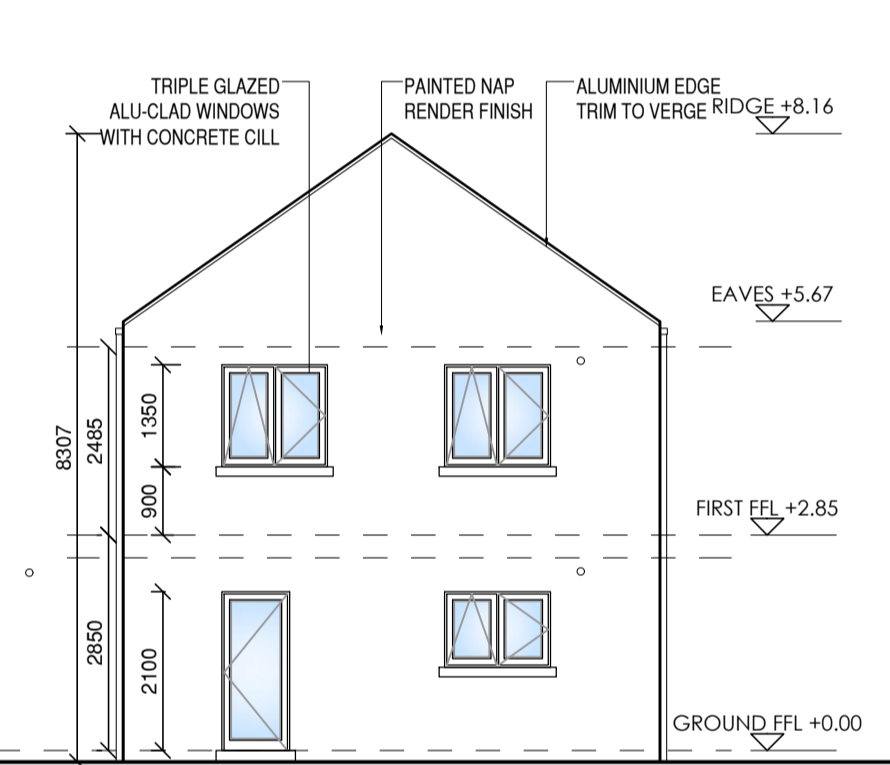 TRIPLE GLAZED
ALU-CLAD WINDOWS
WITH CONCRETE CILL
PAINTED NAP
RENDER FINISH
ALUMINIUM EDGE
TRIM TO VERGE
RIDGE +8.16
EAVES +5.67
FIRST FFL +2.85
GROUND FFL +0.00
8307
2485
1350
900
2850
2100